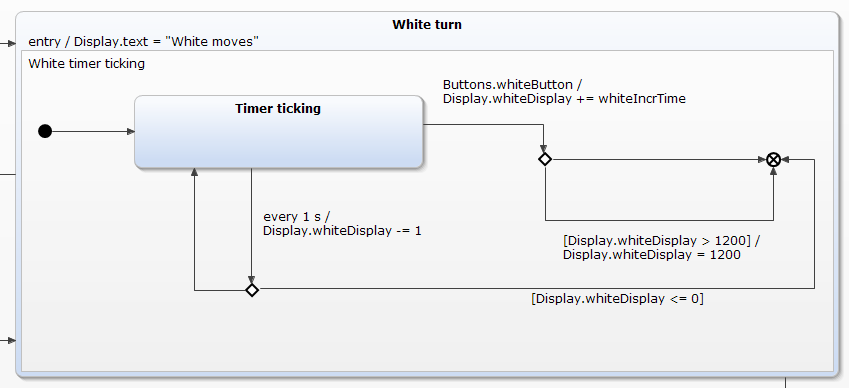 White turn
entry / Display.text = "White moves"
White timer ticking
Buttons.whiteButton /
Display.whiteDisplay += whiteIncrTime
Timer ticking
every 1 s /
Display.whiteDisplay -= 1
[Display.whiteDisplay > 1200] /
Display.whiteDisplay = 1200
[Display.whiteDisplay <= 0]